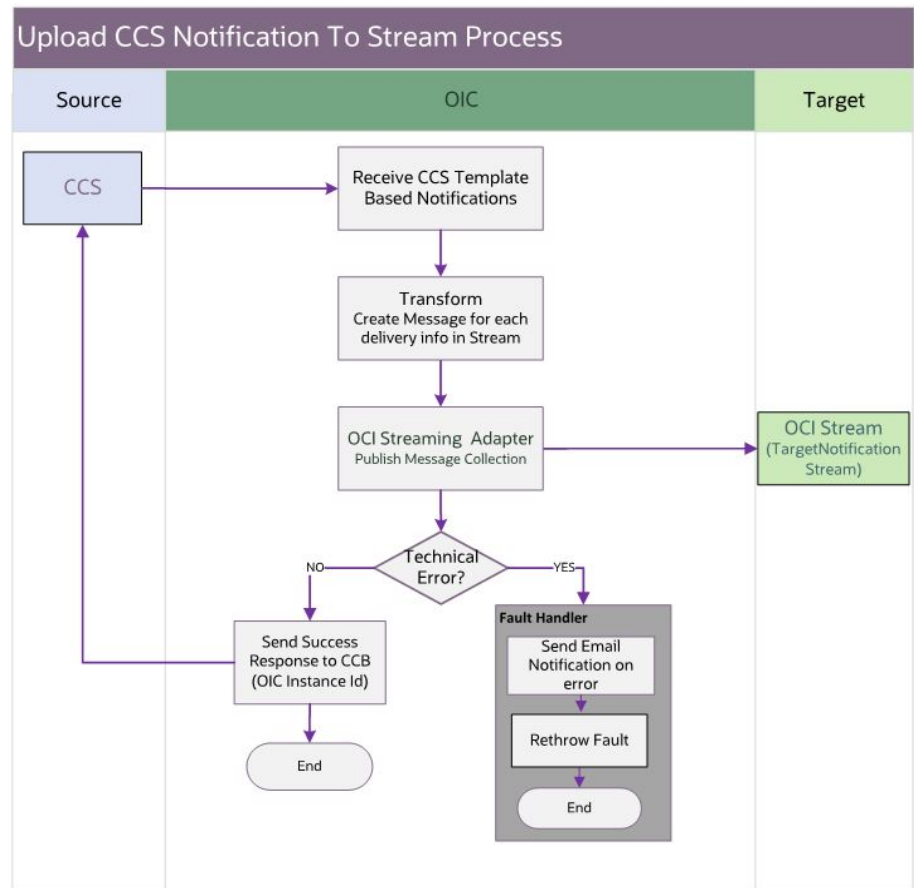 Upload CCS Notification To Stream Process
Source
OIC
Target
CCS
Receive CCS Template
Based Notifications
Transform
Create Message for each
delivery info in Stream
OCI Streaming Adapter
Publish Message Collection
OCI Stream
(TargetNotification
Stream)
Technical
Error?
NO
YES
Send Success
Response to CCB
(OIC Instance Id)
End
Fault Handler
Send Email
Notification on
error
Rethrow Fault
End